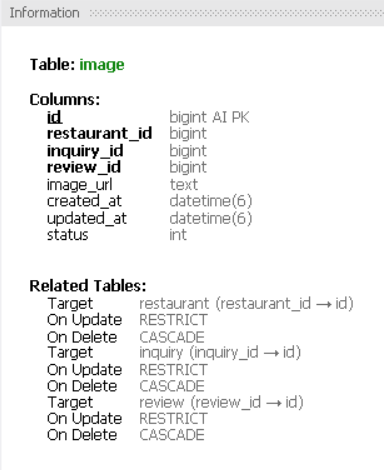 Information
Table: image
Columns:
id bigint AI PK
restaurant_id bigint
inquiry_id bigint
review_id bigint
image_url text
created_at datetime(6)
updated_at datetime(6)
status int
Related Tables:
Target restaurant (restaurant_id → id)
On Update RESTRICT
On Delete CASCADE
Target inquiry (inquiry_id → id)
On Update RESTRICT
On Delete CASCADE
Target review (review_id → id)
On Update RESTRICT
On Delete CASCADE